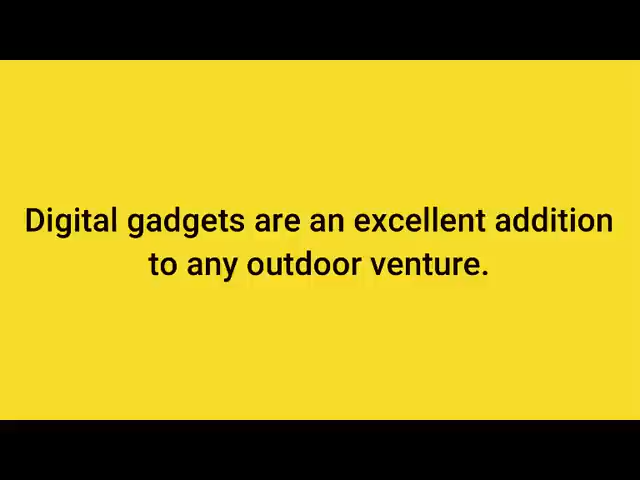 Digital gadgets are an excellent addition
to any outdoor venture.